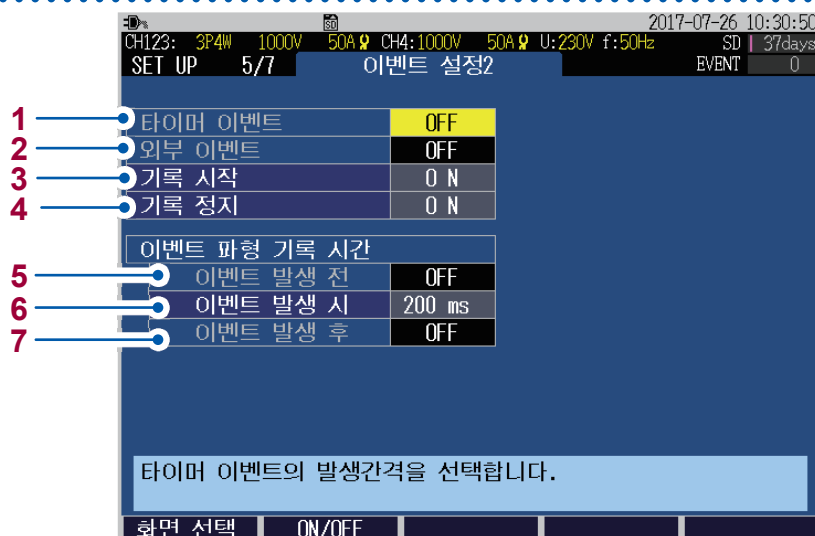 SD 2017-07-26 10:30:50
CH123: 3P4W 1000V 50A CH4:1000V 50A U:230V f:50Hz SD 37days
SET UP 5/7 이벤트 설정2 EVENT 0
1 타이머 이벤트 OFF
2 외부 이벤트 OFF
3 기록 시작 O N
4 기록 정지 O N
이벤트 파형 기록 시간
5 이벤트 발생 전 OFF
6 이벤트 발생 시 200 ms
7 이벤트 발생 후 OFF
타이머 이벤트의 발생간격을 선택합니다.
화면 선택 ON/OFF